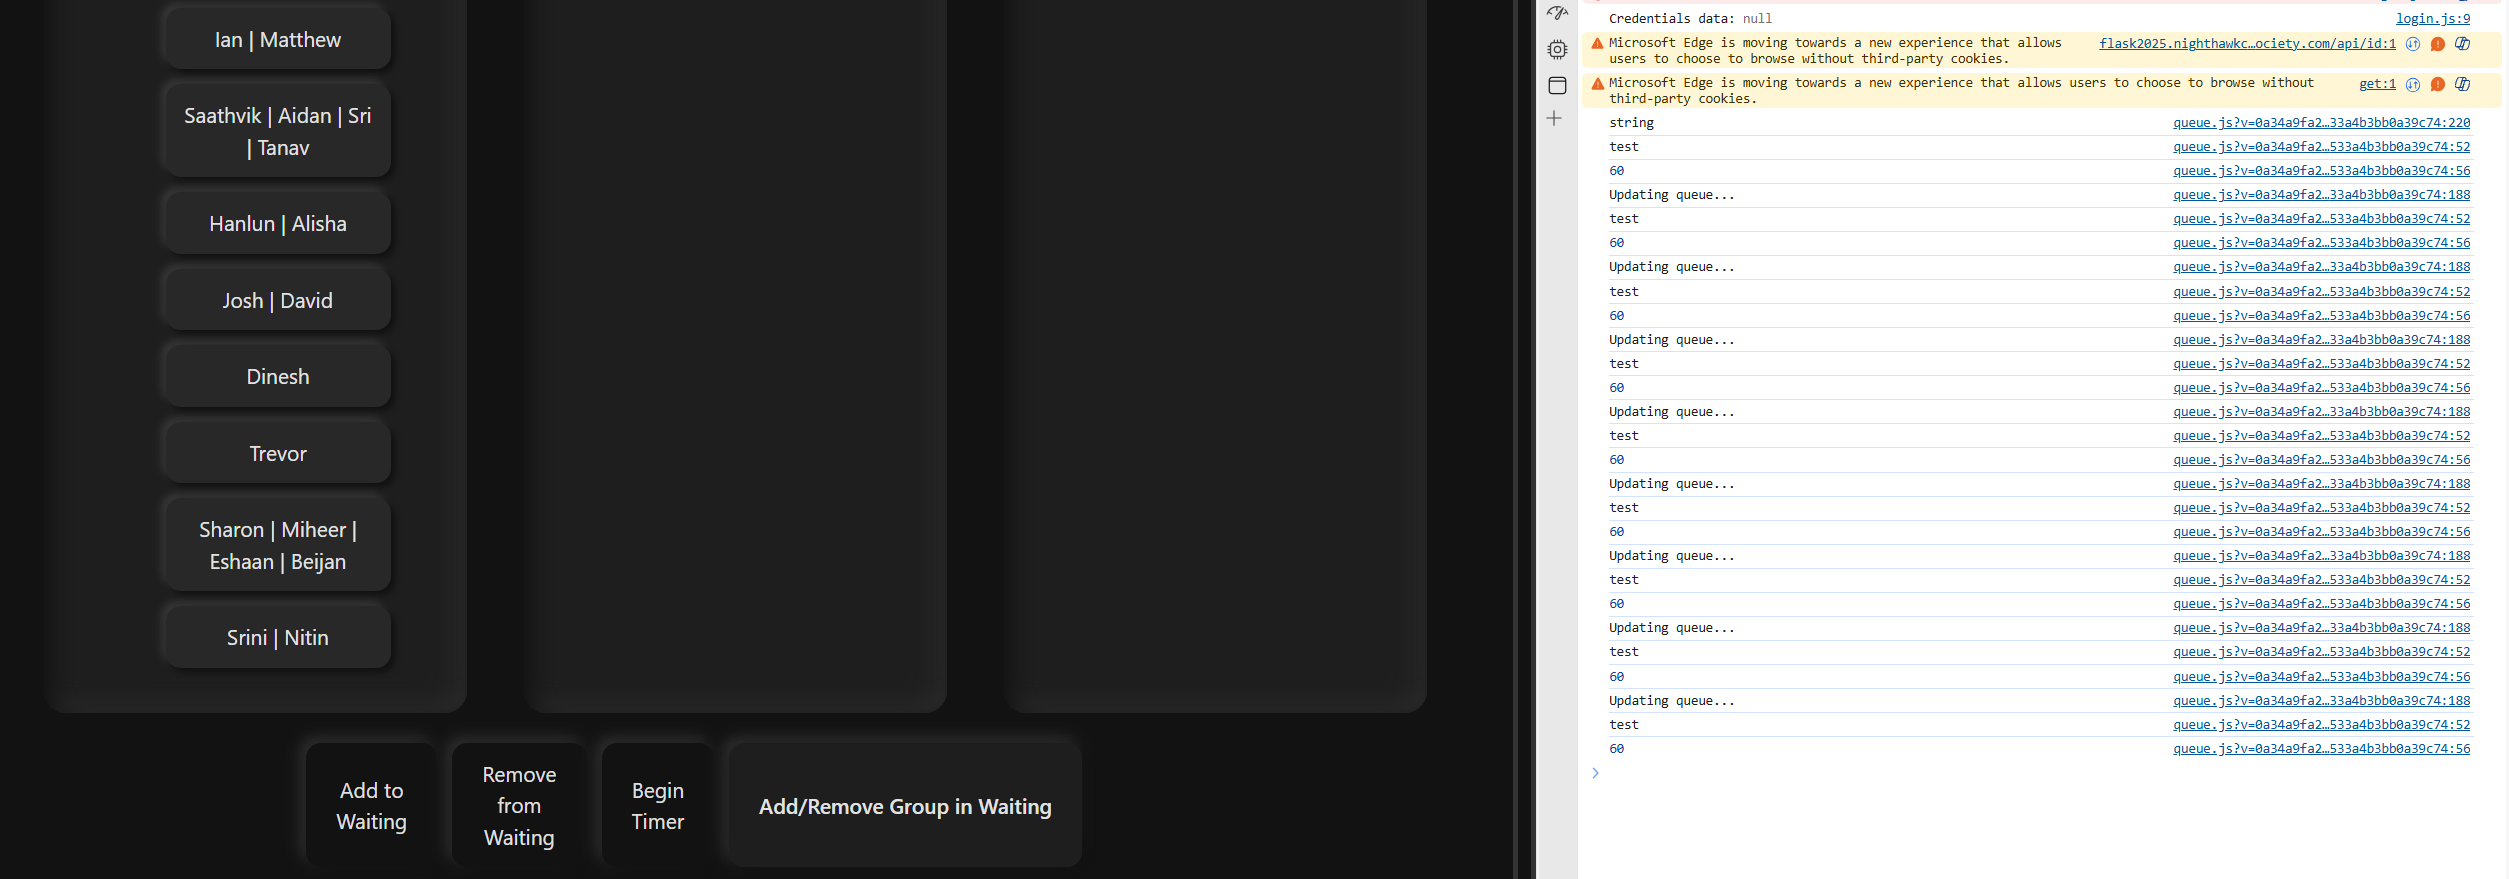 Ian | Matthew
Saathvik | Aidan | Sri
| Tanav
Hanlun | Alisha
Josh | David
Dinesh
Trevor
Sharon | Miheer |
Eshaan | Beijan
Srini | Nitin
Add to
Waiting
Remove
from
Waiting
Begin
Timer
Add/Remove Group in Waiting
Credentials data: null login.js:9
Microsoft Edge is moving towards a new experience that allows flask2025.nighthawkc…ociety.com/api/id:1
users to choose to browse without third-party cookies.
Microsoft Edge is moving towards a new experience that allows users to choose to browse without get:1
third-party cookies.
string queue.js?v=0a34a9fa2…33a4b3bb0a39c74:220
test queue.js?v=0a34a9fa2…533a4b3bb0a39c74:52
60 queue.js?v=0a34a9fa2…533a4b3bb0a39c74:56
Updating queue... queue.js?v=0a34a9fa2…33a4b3bb0a39c74:188
test queue.js?v=0a34a9fa2…533a4b3bb0a39c74:52
60 queue.js?v=0a34a9fa2…533a4b3bb0a39c74:56
Updating queue... queue.js?v=0a34a9fa2…33a4b3bb0a39c74:188
test queue.js?v=0a34a9fa2…533a4b3bb0a39c74:52
60 queue.js?v=0a34a9fa2…533a4b3bb0a39c74:56
Updating queue... queue.js?v=0a34a9fa2…33a4b3bb0a39c74:188
test queue.js?v=0a34a9fa2…533a4b3bb0a39c74:52
60 queue.js?v=0a34a9fa2…533a4b3bb0a39c74:56
Updating queue... queue.js?v=0a34a9fa2…33a4b3bb0a39c74:188
test queue.js?v=0a34a9fa2…533a4b3bb0a39c74:52
60 queue.js?v=0a34a9fa2…533a4b3bb0a39c74:56
Updating queue... queue.js?v=0a34a9fa2…33a4b3bb0a39c74:188
test queue.js?v=0a34a9fa2…533a4b3bb0a39c74:52
60 queue.js?v=0a34a9fa2…533a4b3bb0a39c74:56
Updating queue... queue.js?v=0a34a9fa2…33a4b3bb0a39c74:188
test queue.js?v=0a34a9fa2…533a4b3bb0a39c74:52
60 queue.js?v=0a34a9fa2…533a4b3bb0a39c74:56
Updating queue... queue.js?v=0a34a9fa2…33a4b3bb0a39c74:188
test queue.js?v=0a34a9fa2…533a4b3bb0a39c74:52
60 queue.js?v=0a34a9fa2…533a4b3bb0a39c74:56
Updating queue... queue.js?v=0a34a9fa2…33a4b3bb0a39c74:188
test queue.js?v=0a34a9fa2…533a4b3bb0a39c74:52
60 queue.js?v=0a34a9fa2…533a4b3bb0a39c74:56